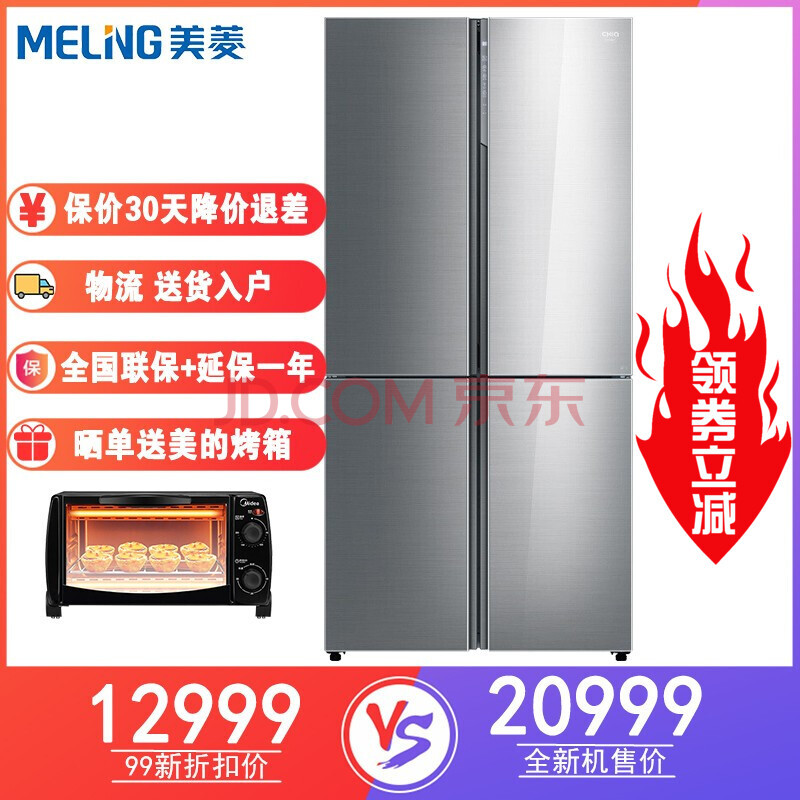 MELING美菱
CHiQ
保价30天降价退差
物流 送货入户
保
全国联保+延保一年
晒单送美的烤箱
JD.COM 京东
领券立减
Midea
12999
99新折扣价
VS
20999
全新机售价